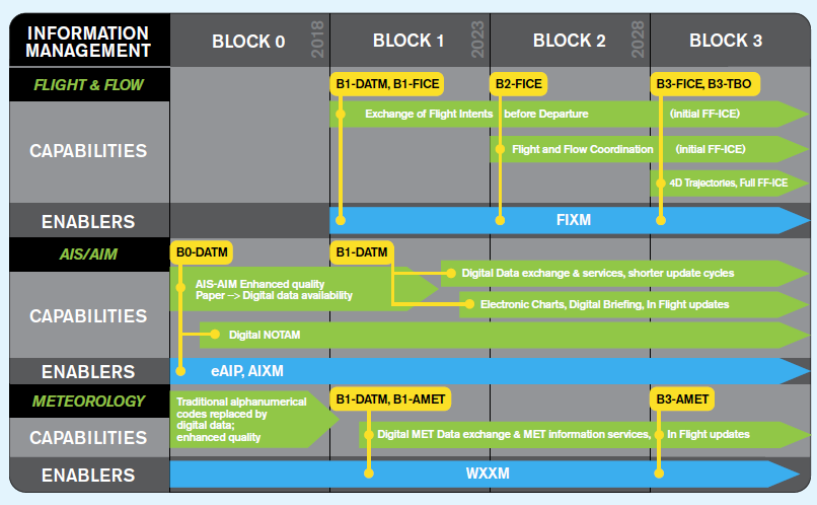 INFORMATION
MANAGEMENT
BLOCK 0
2018
BLOCK 1
2023
BLOCK 2
2028
BLOCK 3
FLIGHT & FLOW
B1-DATM, B1-FICE
B2-FICE
B3-FICE, B3-TBO
CAPABILITIES
Exchange of Flight Intents before Departure (initial FF-ICE)
Flight and Flow Coordination (initial FF-ICE)
4D Trajectories, Full FF-ICE
ENABLERS
FIXM
AIS/AIM
B0-DATM
B1-DATM
CAPABILITIES
AIS-AIM Enhanced quality
Paper --> Digital data availability
Digital Data exchange & services, shorter update cycles
Electronic Charts, Digital Briefing, In Flight updates
Digital NOTAM
ENABLERS
eAIP, AIXM
METEOROLOGY
Traditional alphanumerical
codes replaced by
digital data;
enhanced quality
B1-DATM, B1-AMET
B3-AMET
CAPABILITIES
Digital MET Data exchange & MET information services, In Flight updates
ENABLERS
WXXM